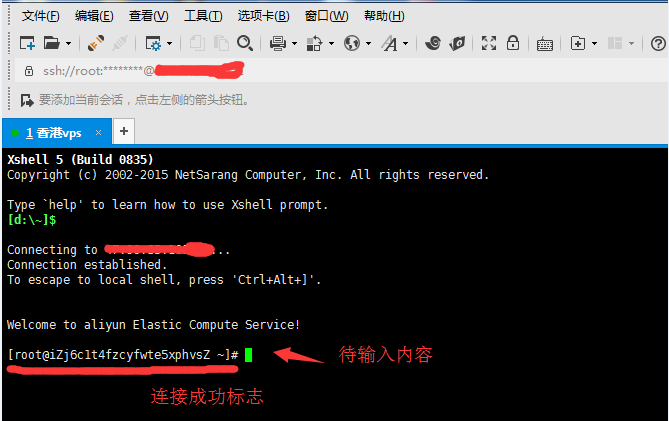 文件(F) 编辑(E) 查看(V) 工具(T) 选项卡(B) 窗口(W) 帮助(H)
ssh://root:********@
要添加当前会话，点击左侧的箭头按钮。
1 香港vps × +
Xshell 5 (Build 0835)
Copyright (c) 2002-2015 NetSarang Computer, Inc. All rights reserved.
Type `help' to learn how to use Xshell prompt.
[d:\~]$
Connecting to ...
Connection established.
To escape to local shell, press 'Ctrl+Alt+]'.
Welcome to aliyun Elastic Compute Service!
[root@iZj6c1t4fzcyfwte5xphvsZ ~]# 待输入内容
连接成功标志